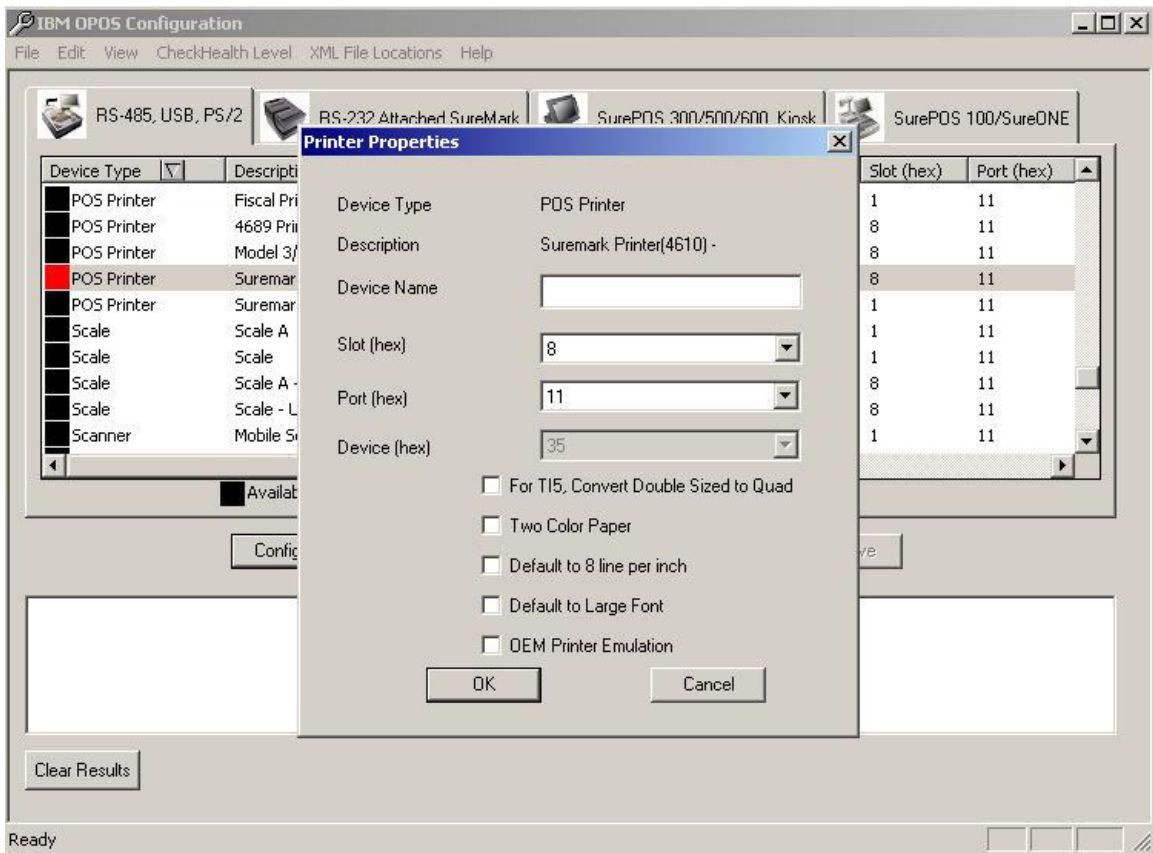 IBM OPOS Configuration
File Edit View CheckHealth Level XML File Locations Help
RS-485, USB, PS/2
RS-232 Attached SureMark
SurePOS 300/500/600, Kiosk
SurePOS 100/SureONE
Device Type Descripti Slot (hex) Port (hex)
POS Printer Fiscal Pri 1 11
POS Printer 4689 Prin 8 11
POS Printer Model 3/ 8 11
POS Printer Suremar 8 11
POS Printer Suremar 1 11
Scale Scale A 1 11
Scale Scale 1 11
Scale Scale A - 8 11
Scale Scale - U 8 11
Scanner Mobile S 1 11
Availab
Config
ve
Printer Properties
Device Type POS Printer
Description Suremark Printer(4610) -
Device Name
Slot (hex) 8
Port (hex) 11
Device (hex) 35
For TI5, Convert Double Sized to Quad
Two Color Paper
Default to 8 line per inch
Default to Large Font
OEM Printer Emulation
OK Cancel
Clear Results
Ready